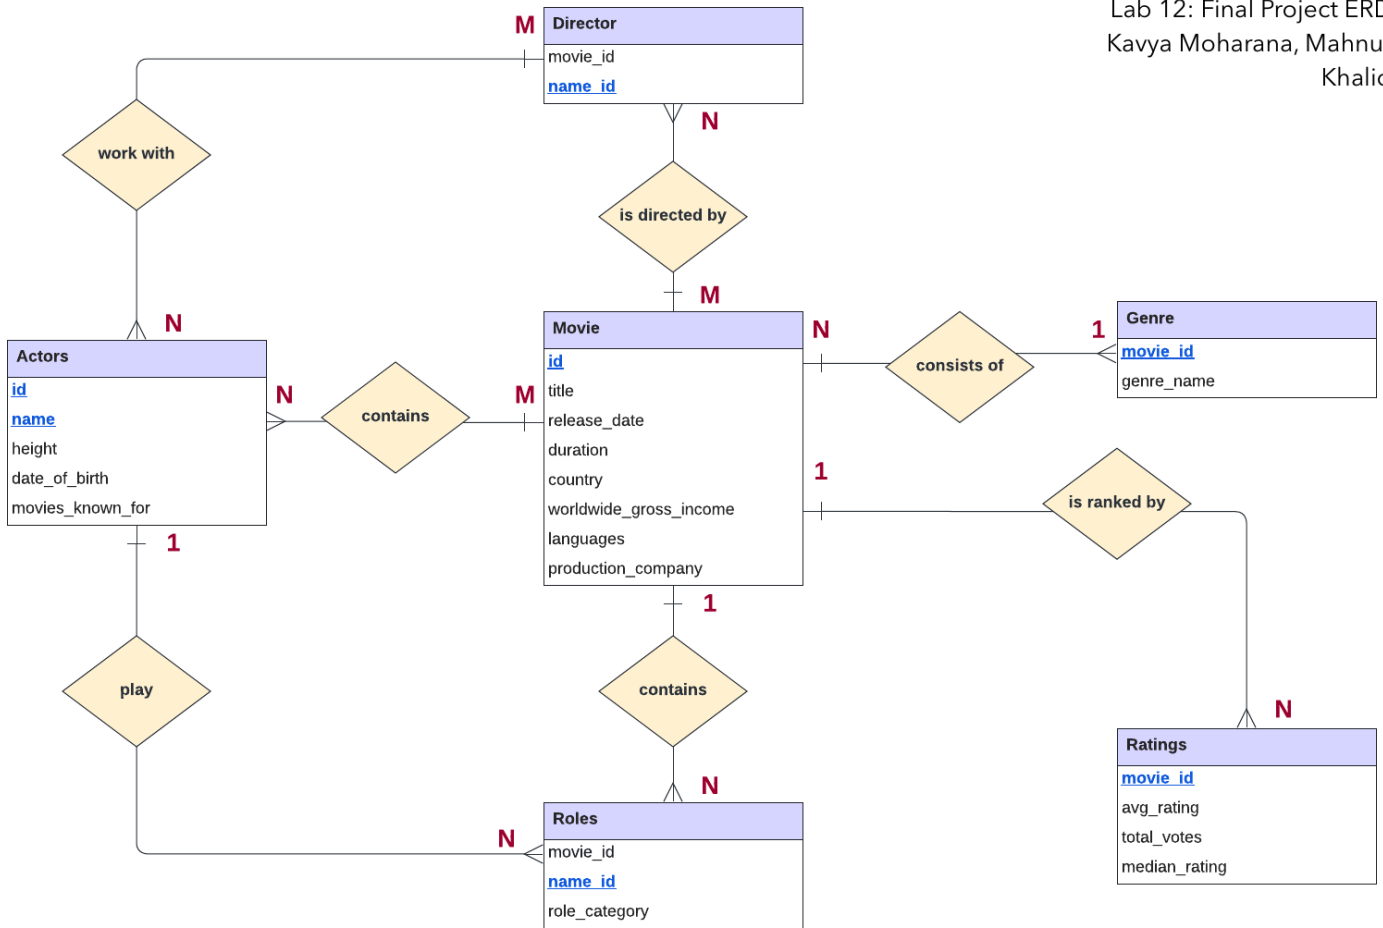 Lab 12: Final Project ERD
Kavya Moharana, Mahnu
Khalid
M
Director
movie_id
name_id
N
work with
is directed by
M
N
Actors
id
name
height
date_of_birth
movies_known_for
N
contains
M
Movie
id
title
release_date
duration
country
worldwide_gross_income
languages
production_company
N
consists of
1
Genre
movie_id
genre_name
1
is ranked by
N
Ratings
movie_id
avg_rating
total_votes
median_rating
1
play
N
1
contains
N
Roles
movie_id
name_id
role_category